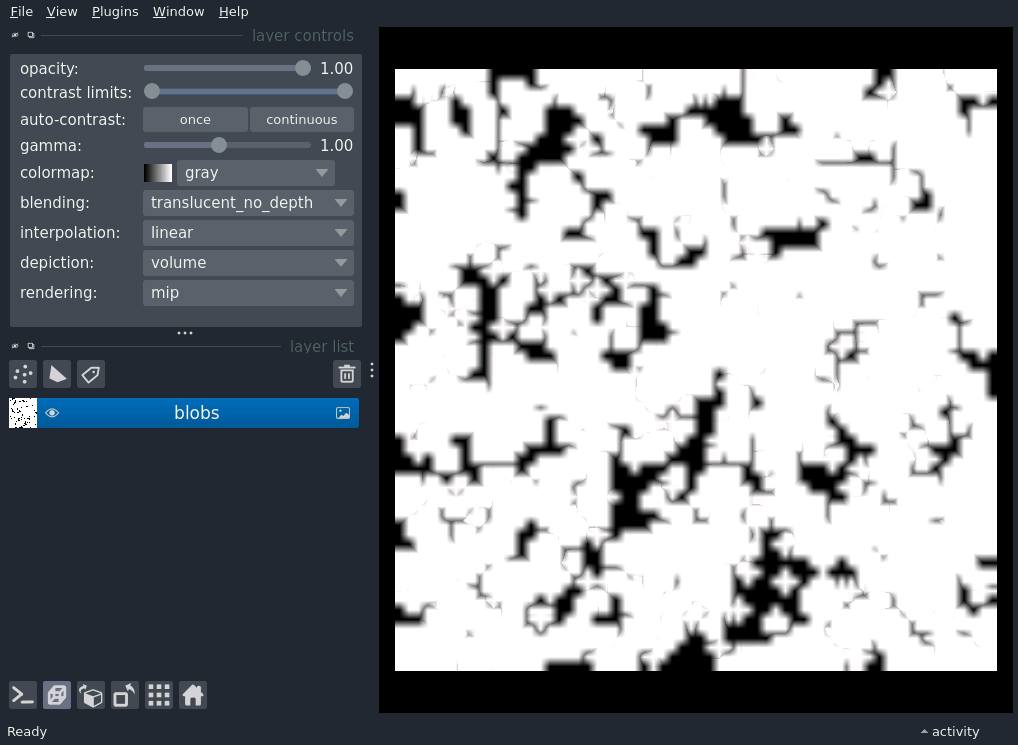 File View Plugins Window Help
layer controls
opacity: 1.00
contrast limits:
auto-contrast: once continuous
gamma: 1.00
colormap: gray
blending: translucent_no_depth
interpolation: linear
depiction: volume
rendering: mip
layer list
blobs
Ready
activity